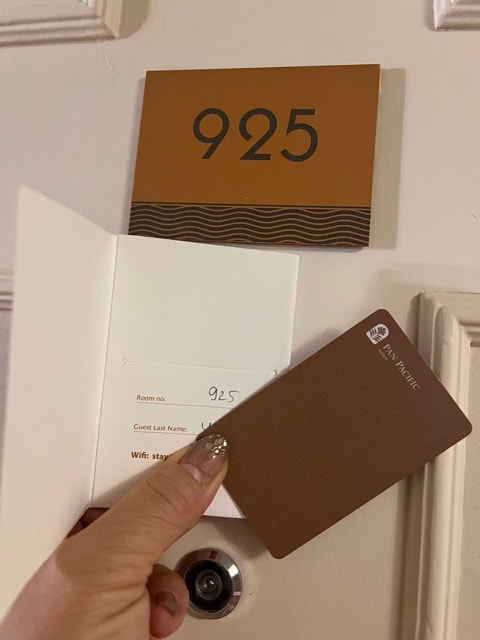 925
PAN PACIFIC
Room no. 925
Guest Last Name:
Wifi: